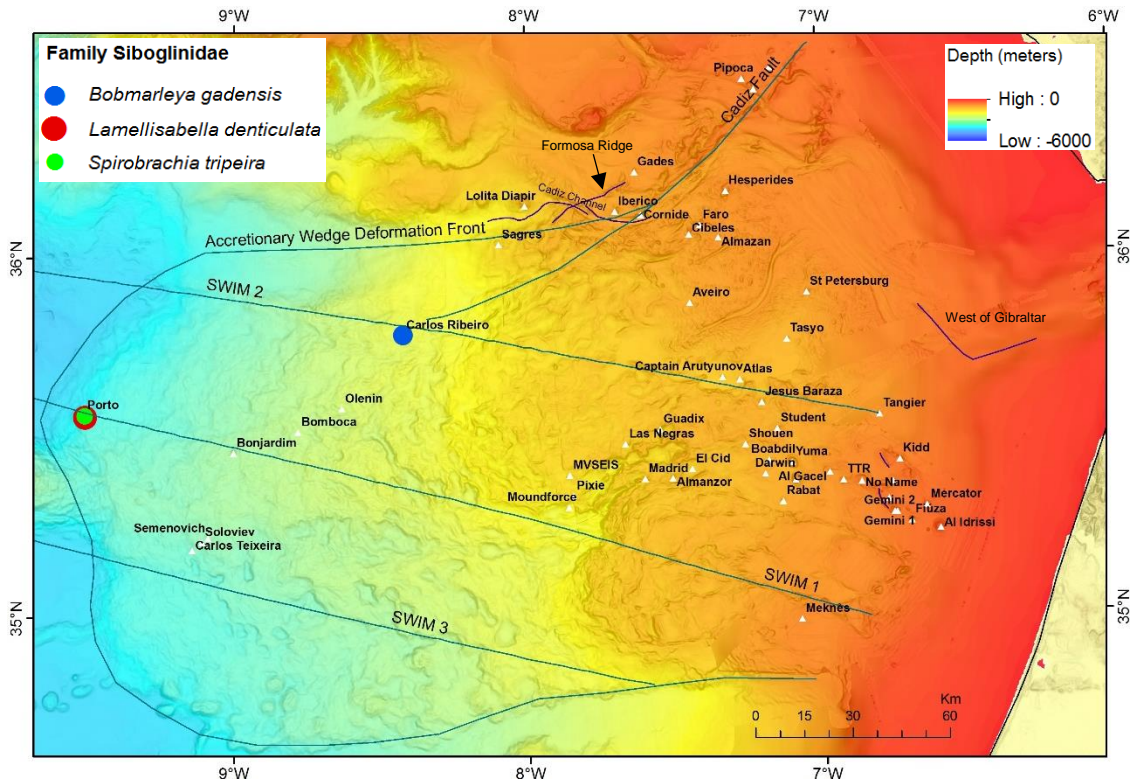 9°W
8°W
7°W
6°W
Family Siboglinidae
Bobmarleya gadensis
Lamellisabella denticulata
Spirobrachia tripeira
Depth (meters)
High : 0
Low : -6000
Pipoca
Cadiz Fault
Formosa Ridge
Gades
Hesperides
Lolita Diapir
Cadiz Channel
Iberico
Cornide
Faro
Cibeles
Almazan
Accretionary Wedge Deformation Front
Sagres
36°N
36°N
SWIM 2
St Petersburg
Aveiro
West of Gibraltar
Carlos Ribeiro
Tasyo
Captain Arutyunov
Atlas
Jesus Baraza
Tangier
Porto
Olenin
Bomboca
Bonjardim
Guadix
Student
Las Negras
Shouen
Boabdil
Yuma
Kidd
MVSEIS
El Cid
Darwin
TTR
Pixie
Madrid
Almanzor
Al Gacel
No Name
Rabat
Moundforce
Gemini 2
Mercator
Fiuza
Gemini 1
Al Idrissi
Semenovich
Soloviev
Carlos Teixeira
SWIM 1
Meknes
35°N
35°N
SWIM 3
Km
0 15 30 60
9°W
8°W
7°W